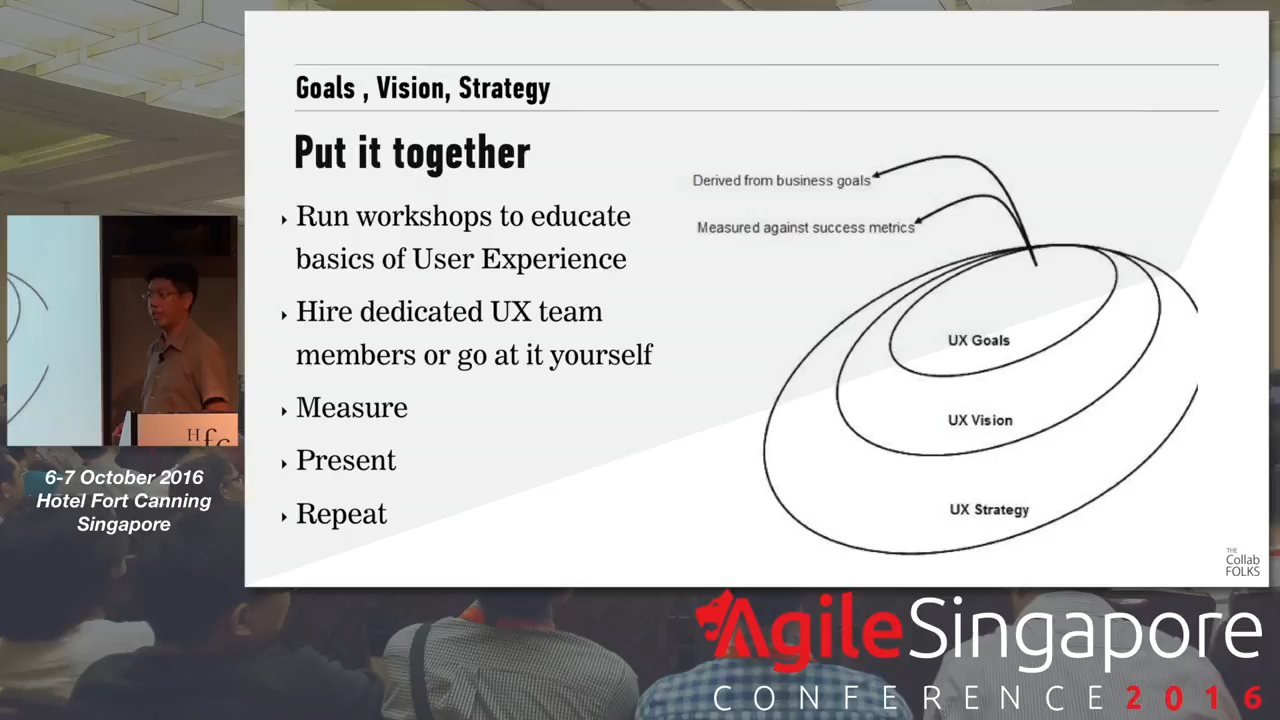 Goals , Vision, Strategy
Put it together
Run workshops to educate
basics of User Experience
Hire dedicated UX team
members or go at it yourself
Measure
Present
Repeat
Derived from business goals
Measured against success metrics
UX Goals
UX Vision
UX Strategy
THE
Collab
FOLKS
Hfc
6-7 October 2016
Hotel Fort Canning
Singapore
AgileSingapore
CONFERENCE 2016